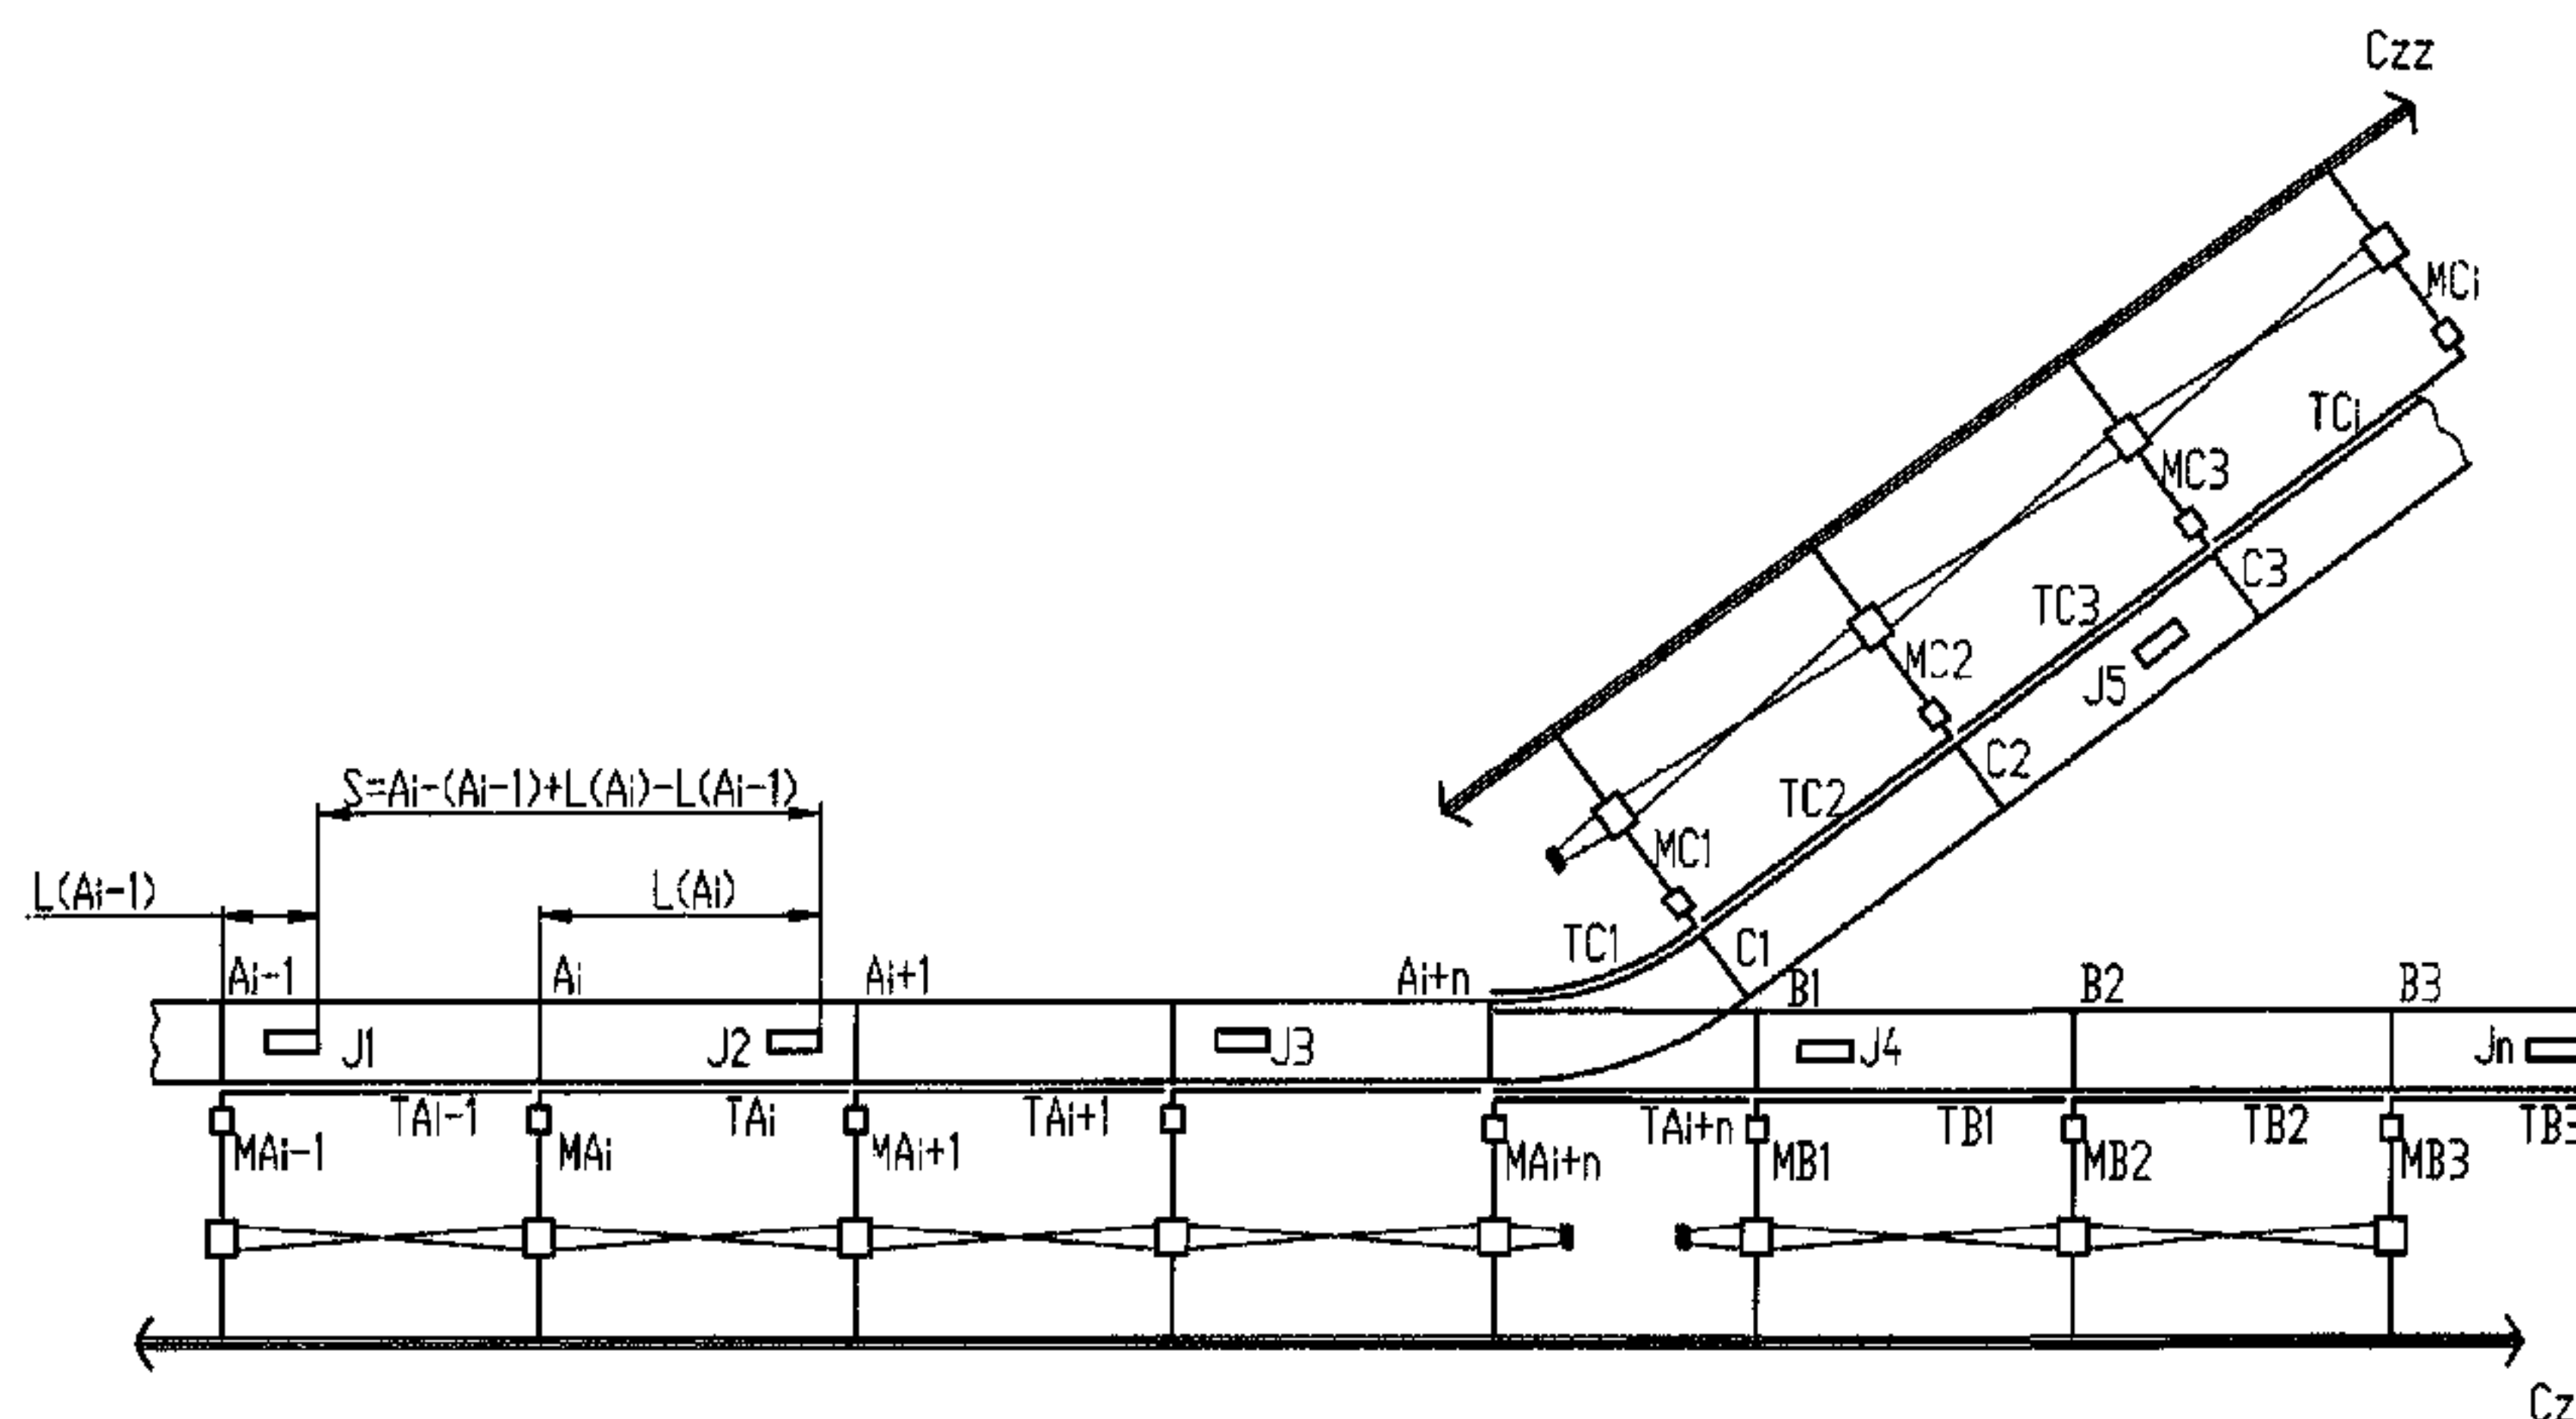 Czz
MCi
TCi
MC3
C3
TC3
J5
MC2
C2
TC2
S=Ai-(Ai-1)+L(Ai)-L(Ai-1)
MC1
L(Ai-1)
L(Ai)
TC1
C1
Ai-1
Ai
Ai+1
Ai+n
B1
B2
B3
J1
J2
J3
J4
Jn
TAi-1
TAi
TAi+1
TAi+n
TB1
TB2
TB3
MAi-1
MAi
MAi+1
MAi+n
MB1
MB2
MB3
Cz